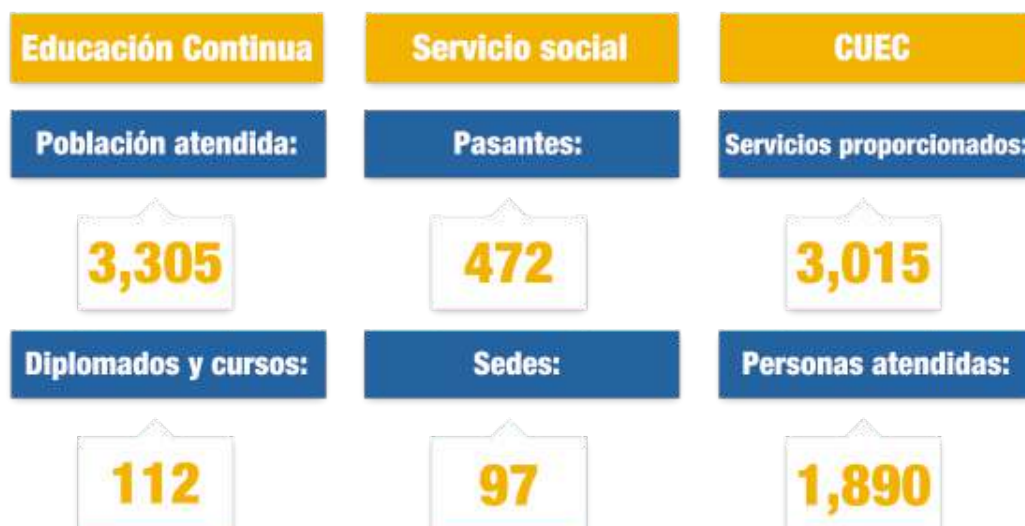 Educación Continua
Servicio social
CUEC
Población atendida:
Pasantes:
Servicios proporcionados:
3,305
472
3,015
Diplomados y cursos:
Sedes:
Personas atendidas:
112
97
1,890